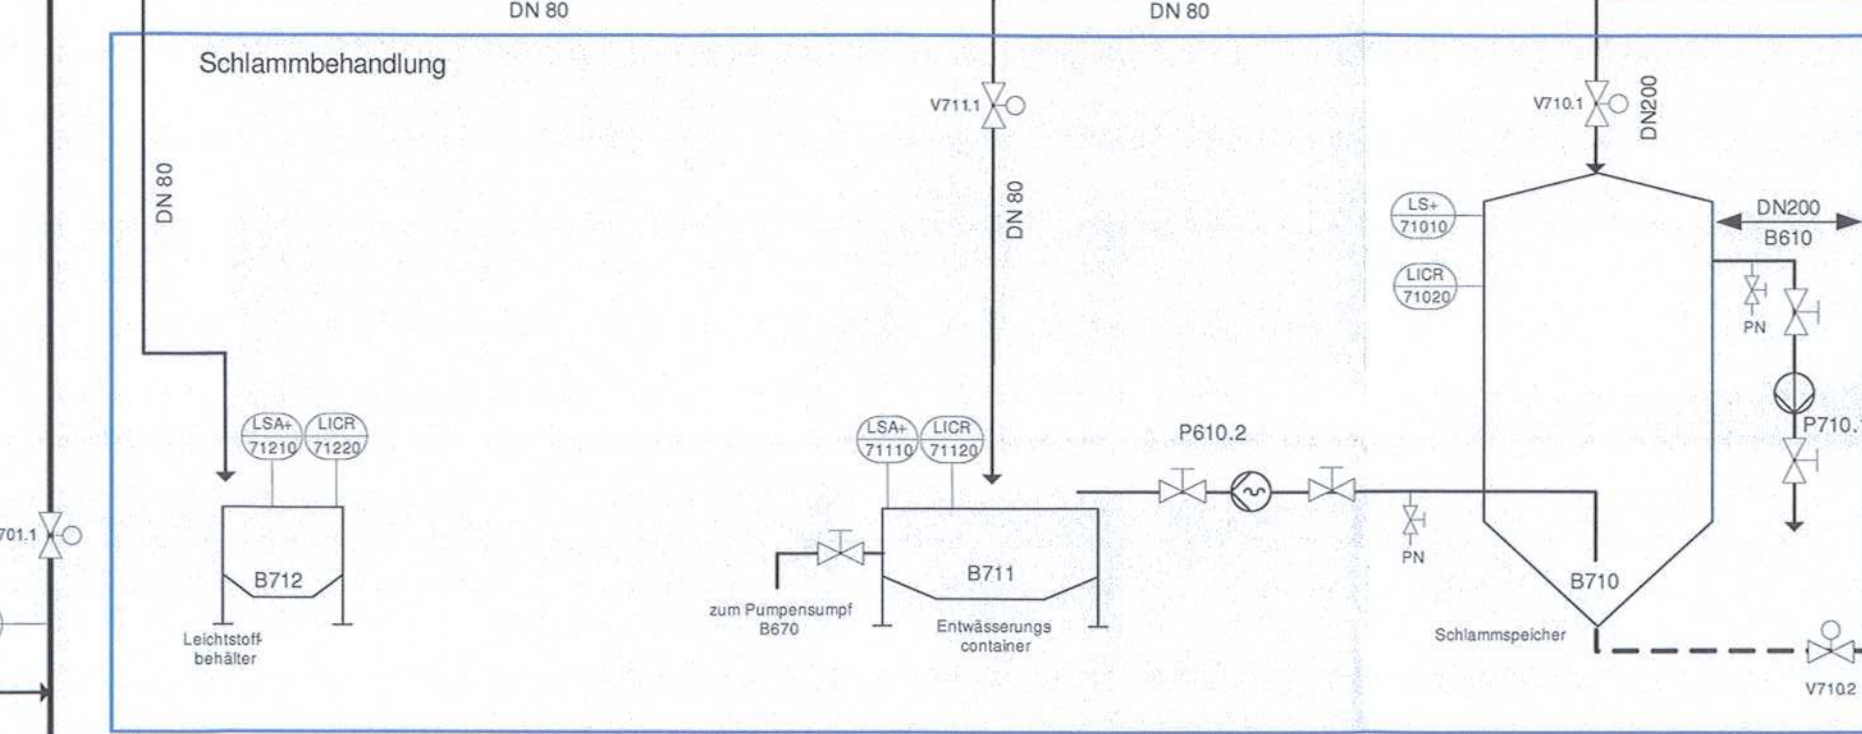 DN 80
DN 80
Schlammbehandlung
V711.1
V710.1
DN200
DN 80
DN 80
LS+
71010
DN200
B610
LICR
71020
PN
LSA+
71210
LICR
71220
LSA+
71110
LICR
71120
P610.2
P710.
701.1
PN
B712
B711
B710
zum Pumpensumpf
B670
Leichtstoff-
behälter
Entwässerungs
container
Schlammspeicher
V710.2